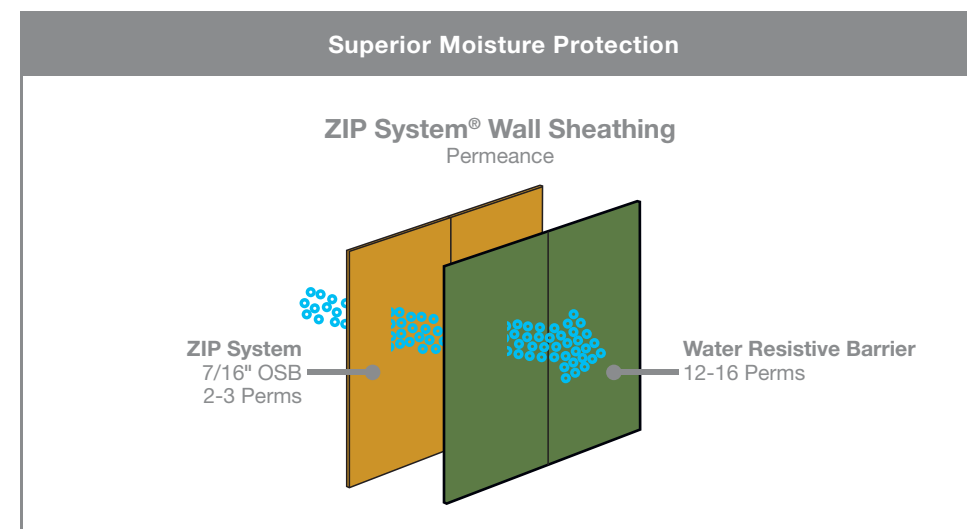 Superior Moisture Protection
ZIP System® Wall Sheathing
Permeance
ZIP System
7/16" OSB
2-3 Perms
Water Resistive Barrier
12-16 Perms